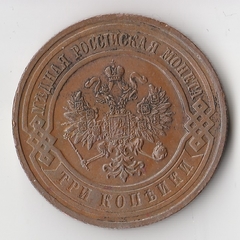 МѢДНАЯ РОССІЙСКАЯ МОНЕТА
ТРИ КОПѢЙКИ